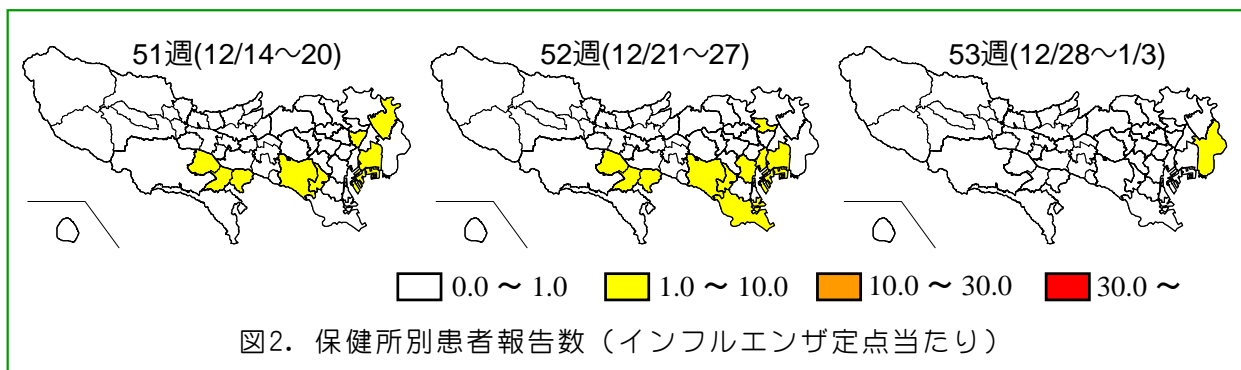 51週(12/14～20)
52週(12/21～27)
53週(12/28～1/3)
0.0 ～ 1.0
1.0 ～ 10.0
10.0 ～ 30.0
30.0 ～
図2. 保健所別患者報告数（インフルエンザ定点当たり）